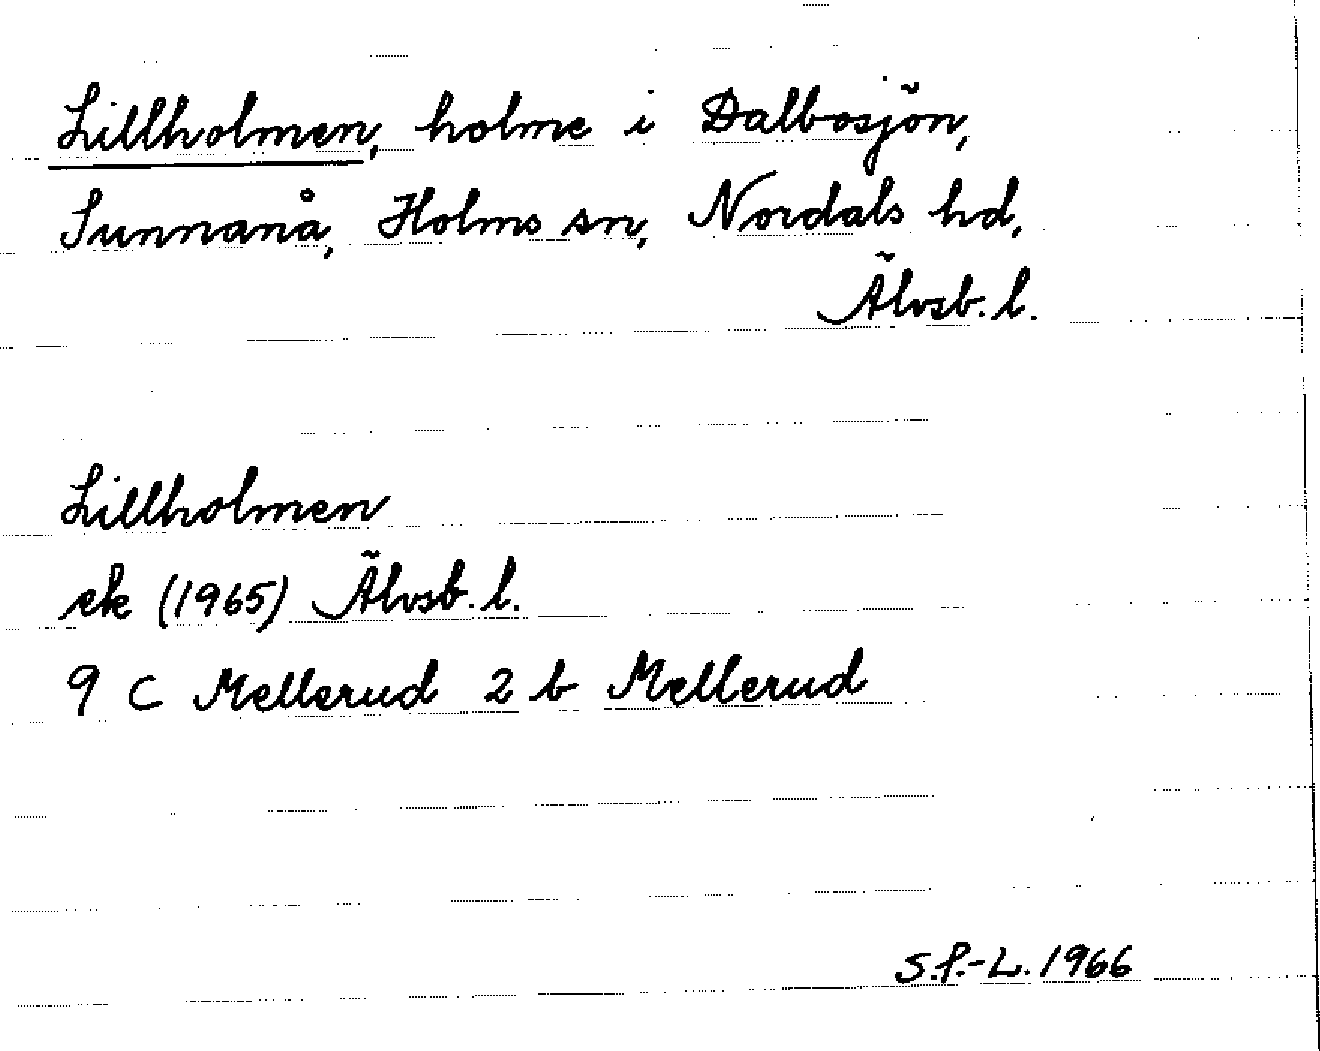 Lillholmen, holme i Dalbosjön,
Sunnanå, Holms sn, Nordals hd,
Älvsb. l.
Lillholmen
ek (1965) Älvsb. l.
9 C Mellerud 2 b Mellerud
S.P.-L. 1966